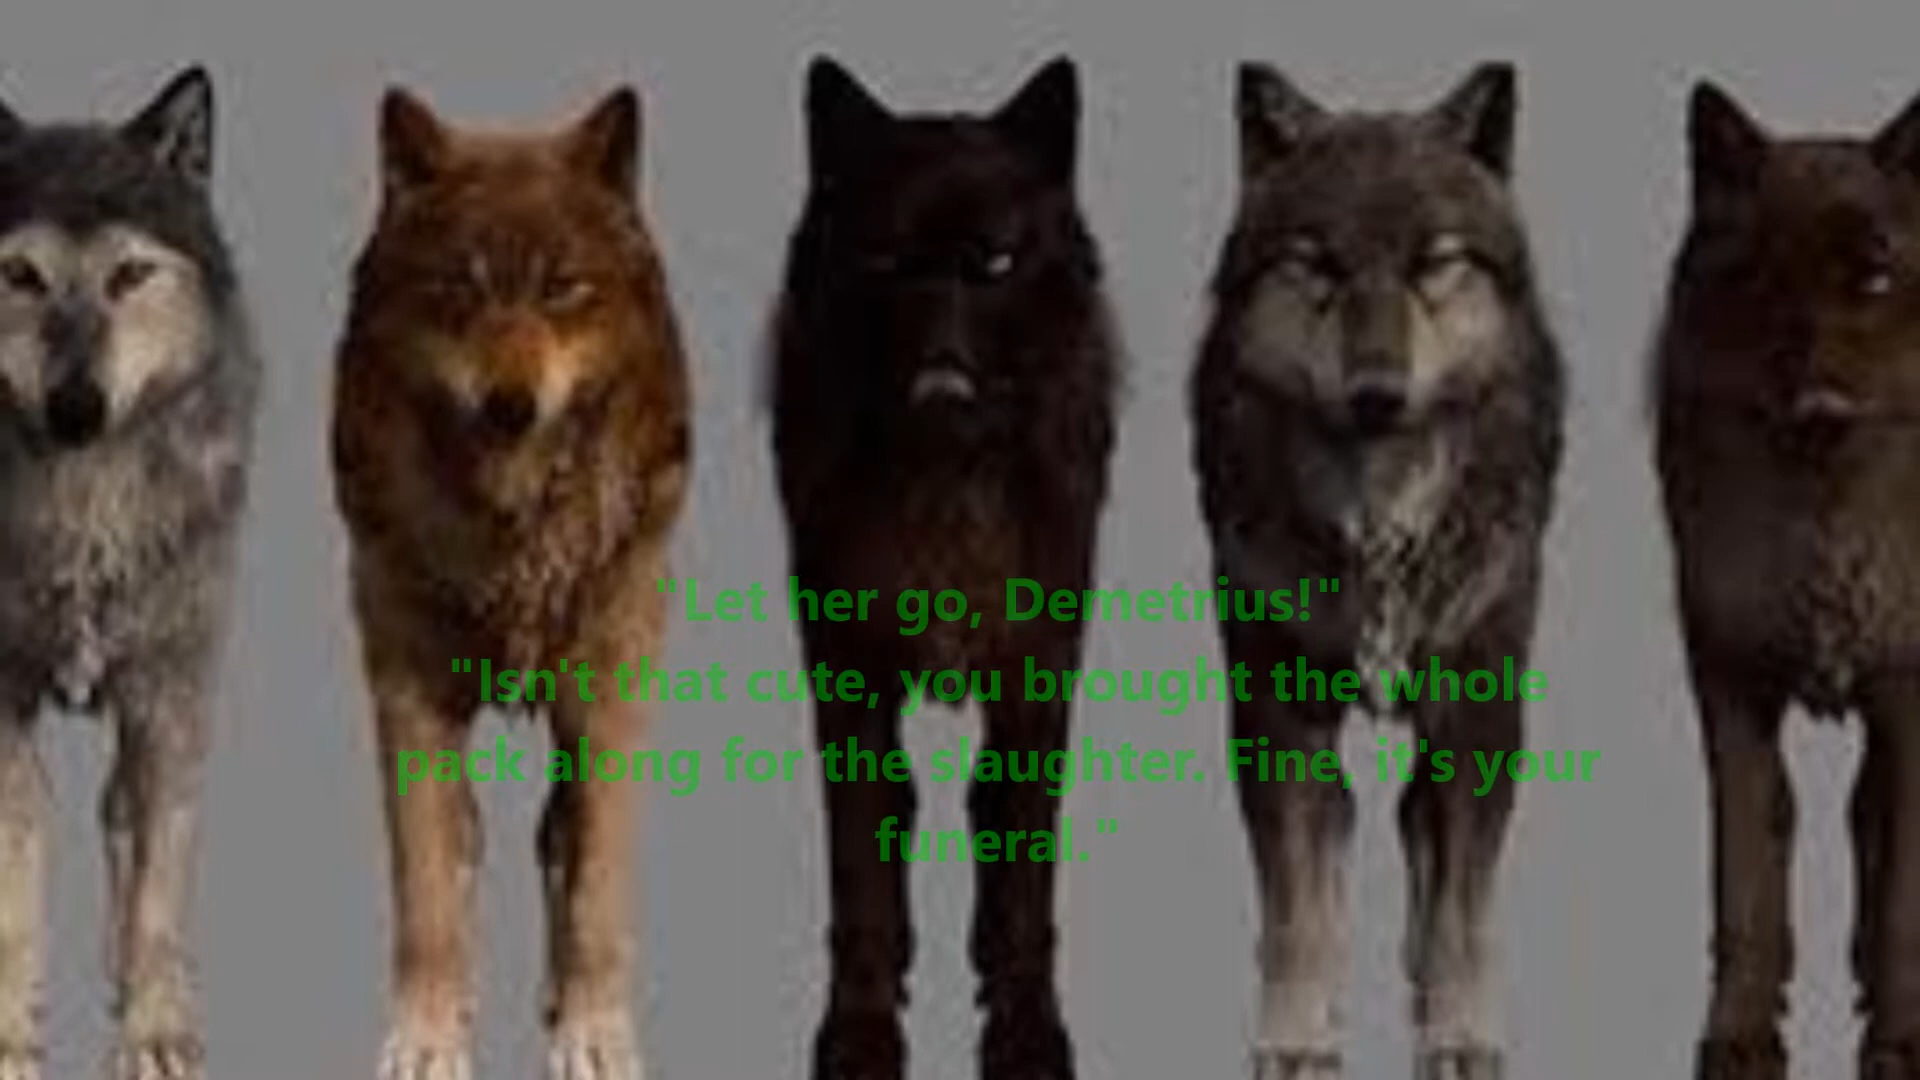 "Let her go, Demetrius!"
"Isn't that cute, you brought the whole
pack along for the slaughter. Fine, it's your
funeral."